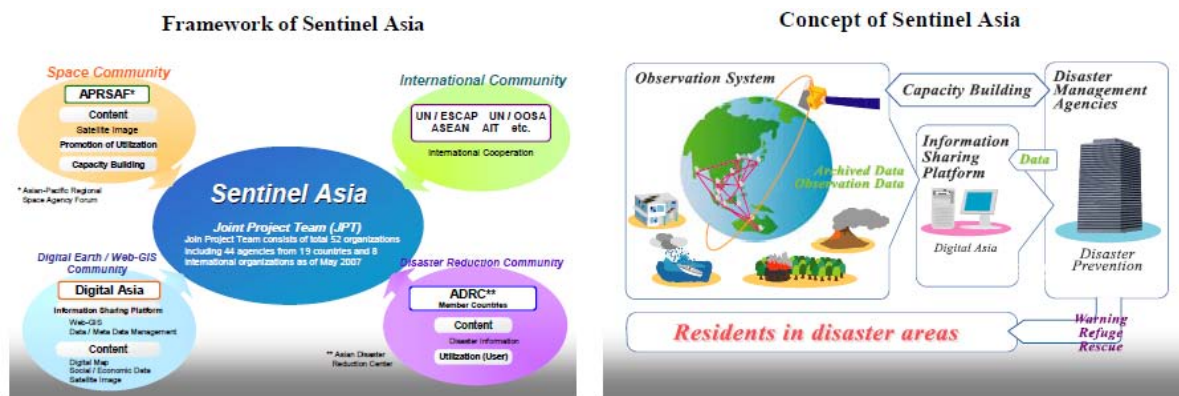 Framework of Sentinel Asia
Space Community
APRSAF*
Content
Satellite Image
Promotion of Utilization
Capacity Building
* Asian-Pacific Regional
Space Agency Forum
International Community
UN / ESCAP UN / OOSA
ASEAN AIT etc.
International Cooperation
Sentinel Asia
Joint Project Team (JPT)
Join Project Team consists of total 52 organizations
including 44 agencies from 19 countries and 8
international organizations as of May 2007
Digital Earth / Web-GIS
Community
Digital Asia
Information Sharing Platform
Web-GIS
Data / Meta Data Management
Content
Digital Map
Social / Economic Data
Satellite Image
Disaster Reduction Community
ADRC**
Member Countries
Content
Disaster Information
Utilization (User)
** Asian Disaster
Reduction Center
Concept of Sentinel Asia
Observation System
Archived Data
Observation Data
Capacity Building
Information
Sharing
Platform
Digital Asia
Data
Disaster
Management
Agencies
Disaster
Prevention
Residents in disaster areas
Warning
Refuge
Rescue